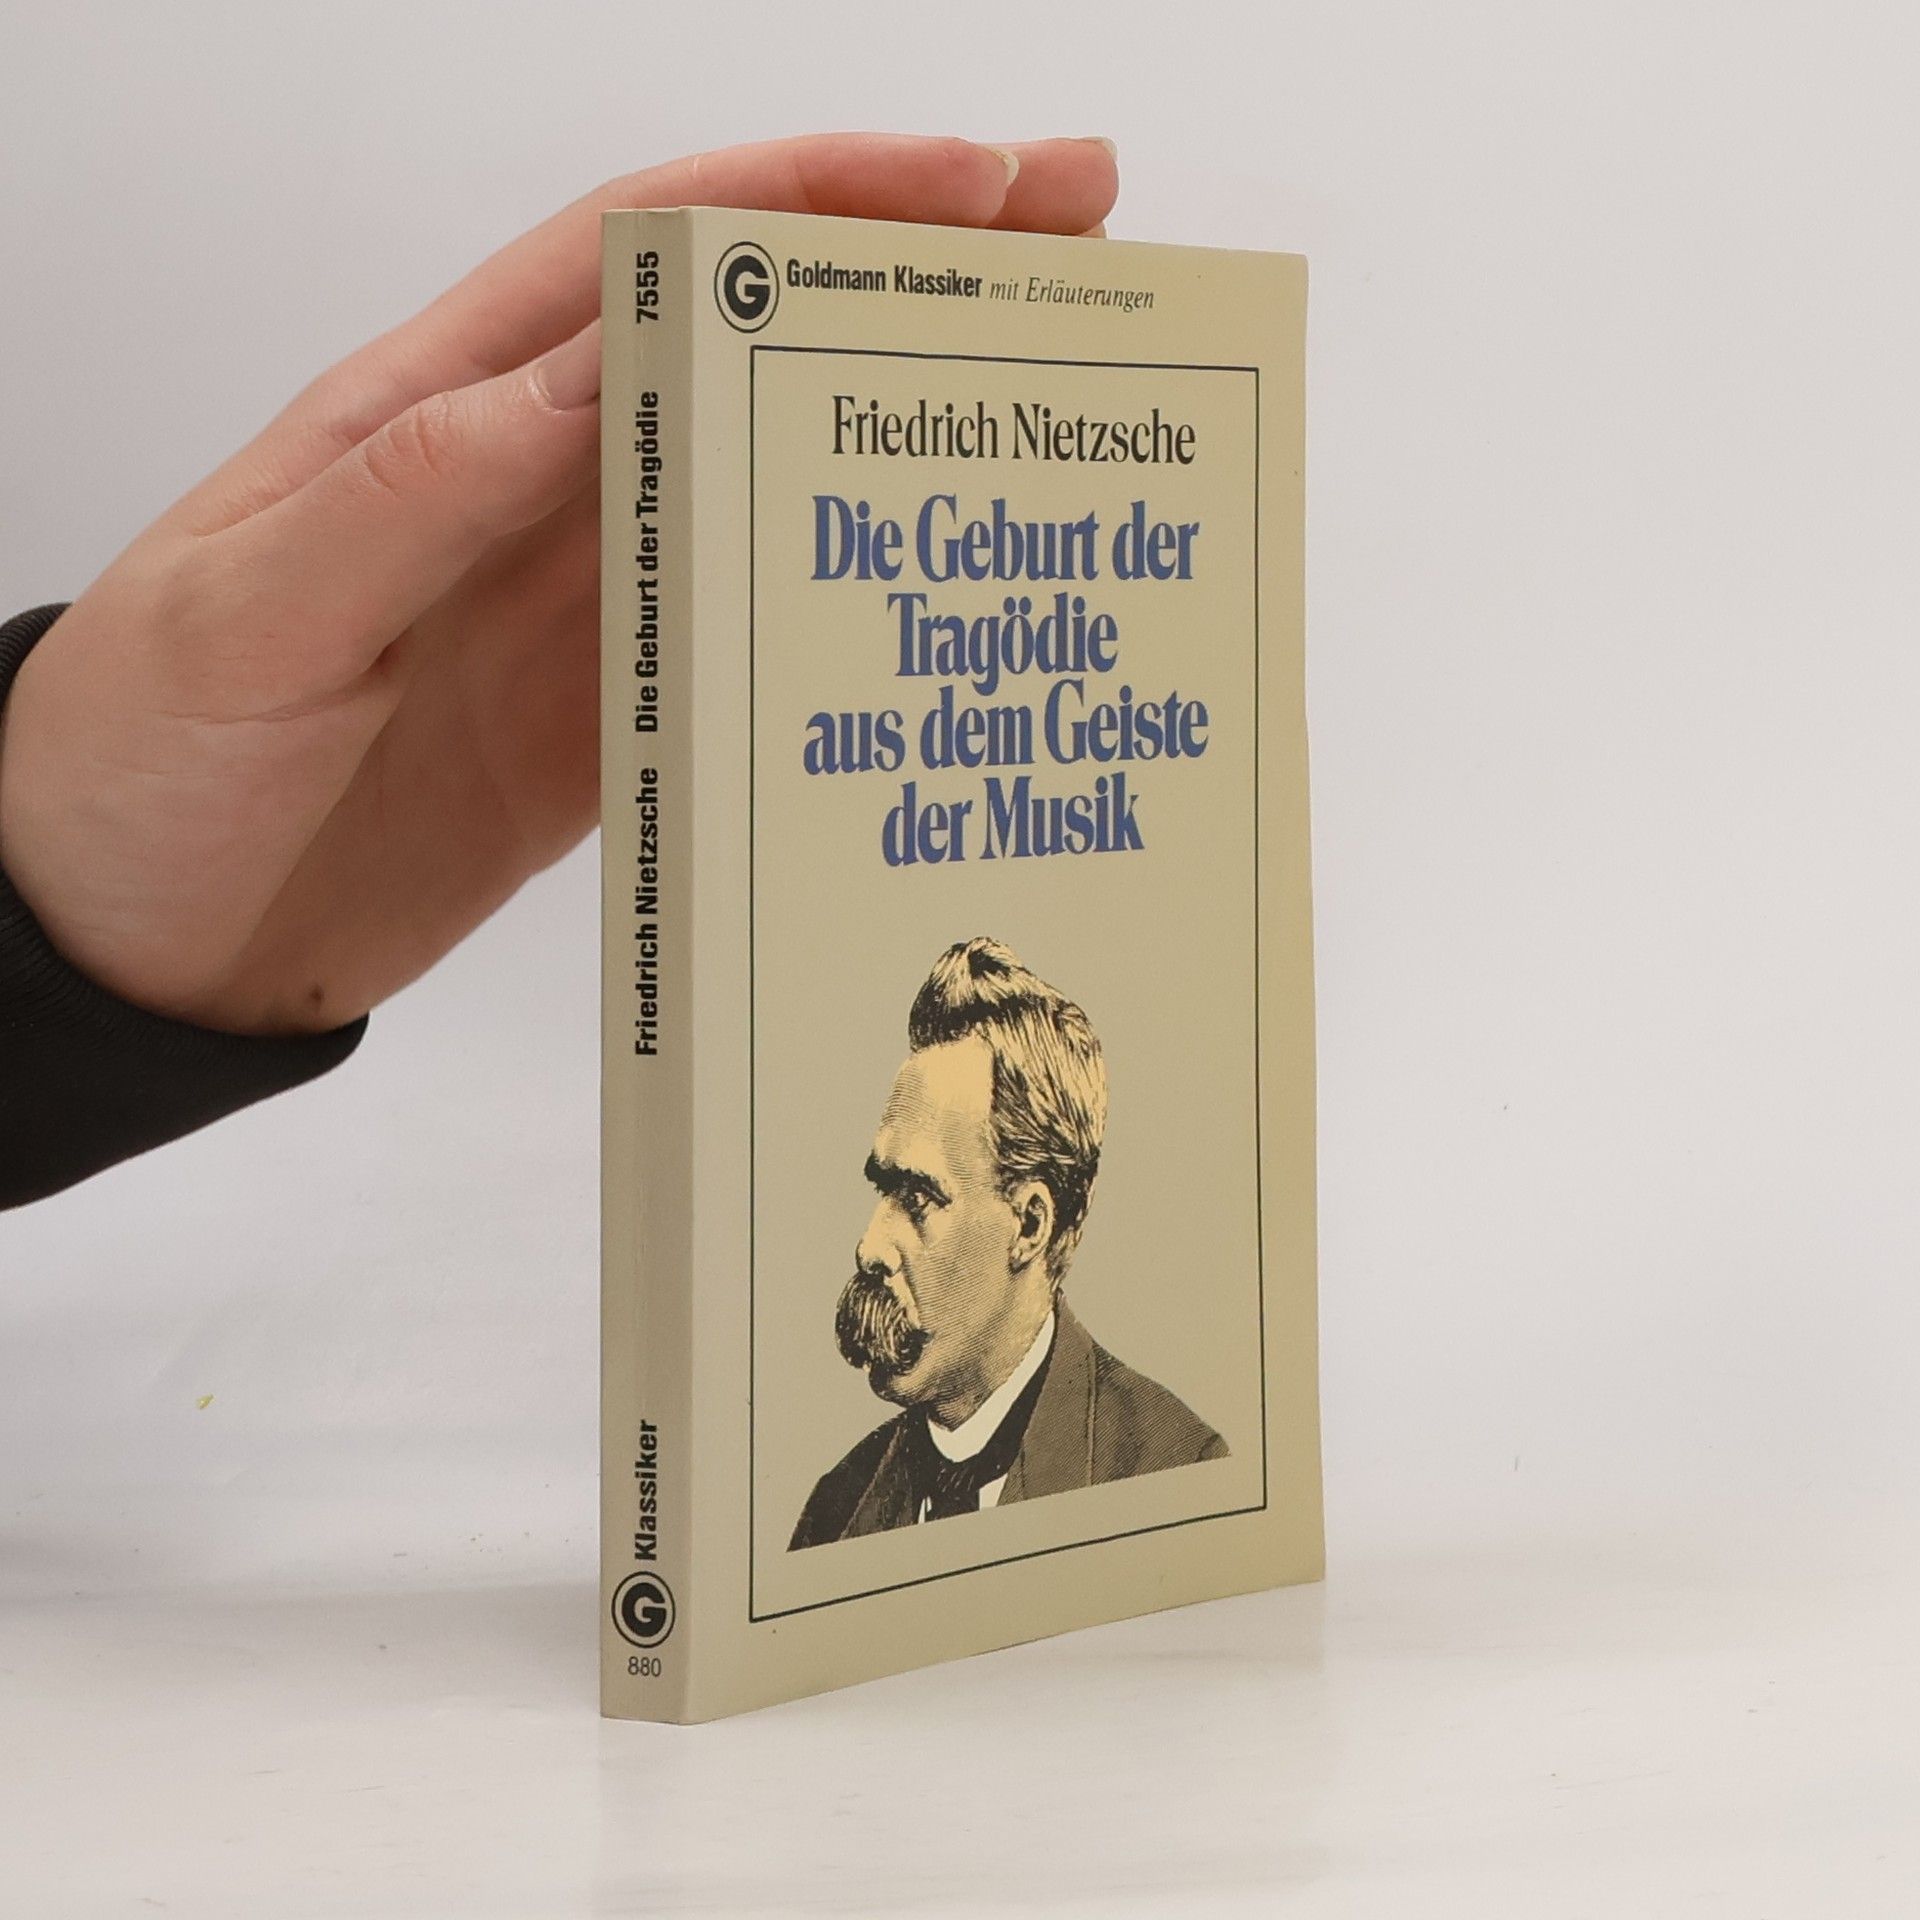 7555
Friedrich Nietzsche Die Geburt der Tragödie
G Klassiker
880
G Goldmann Klassiker mit Erläuterungen
Friedrich Nietzsche
Die Geburt der
Tragödie
aus dem Geiste
der Musik